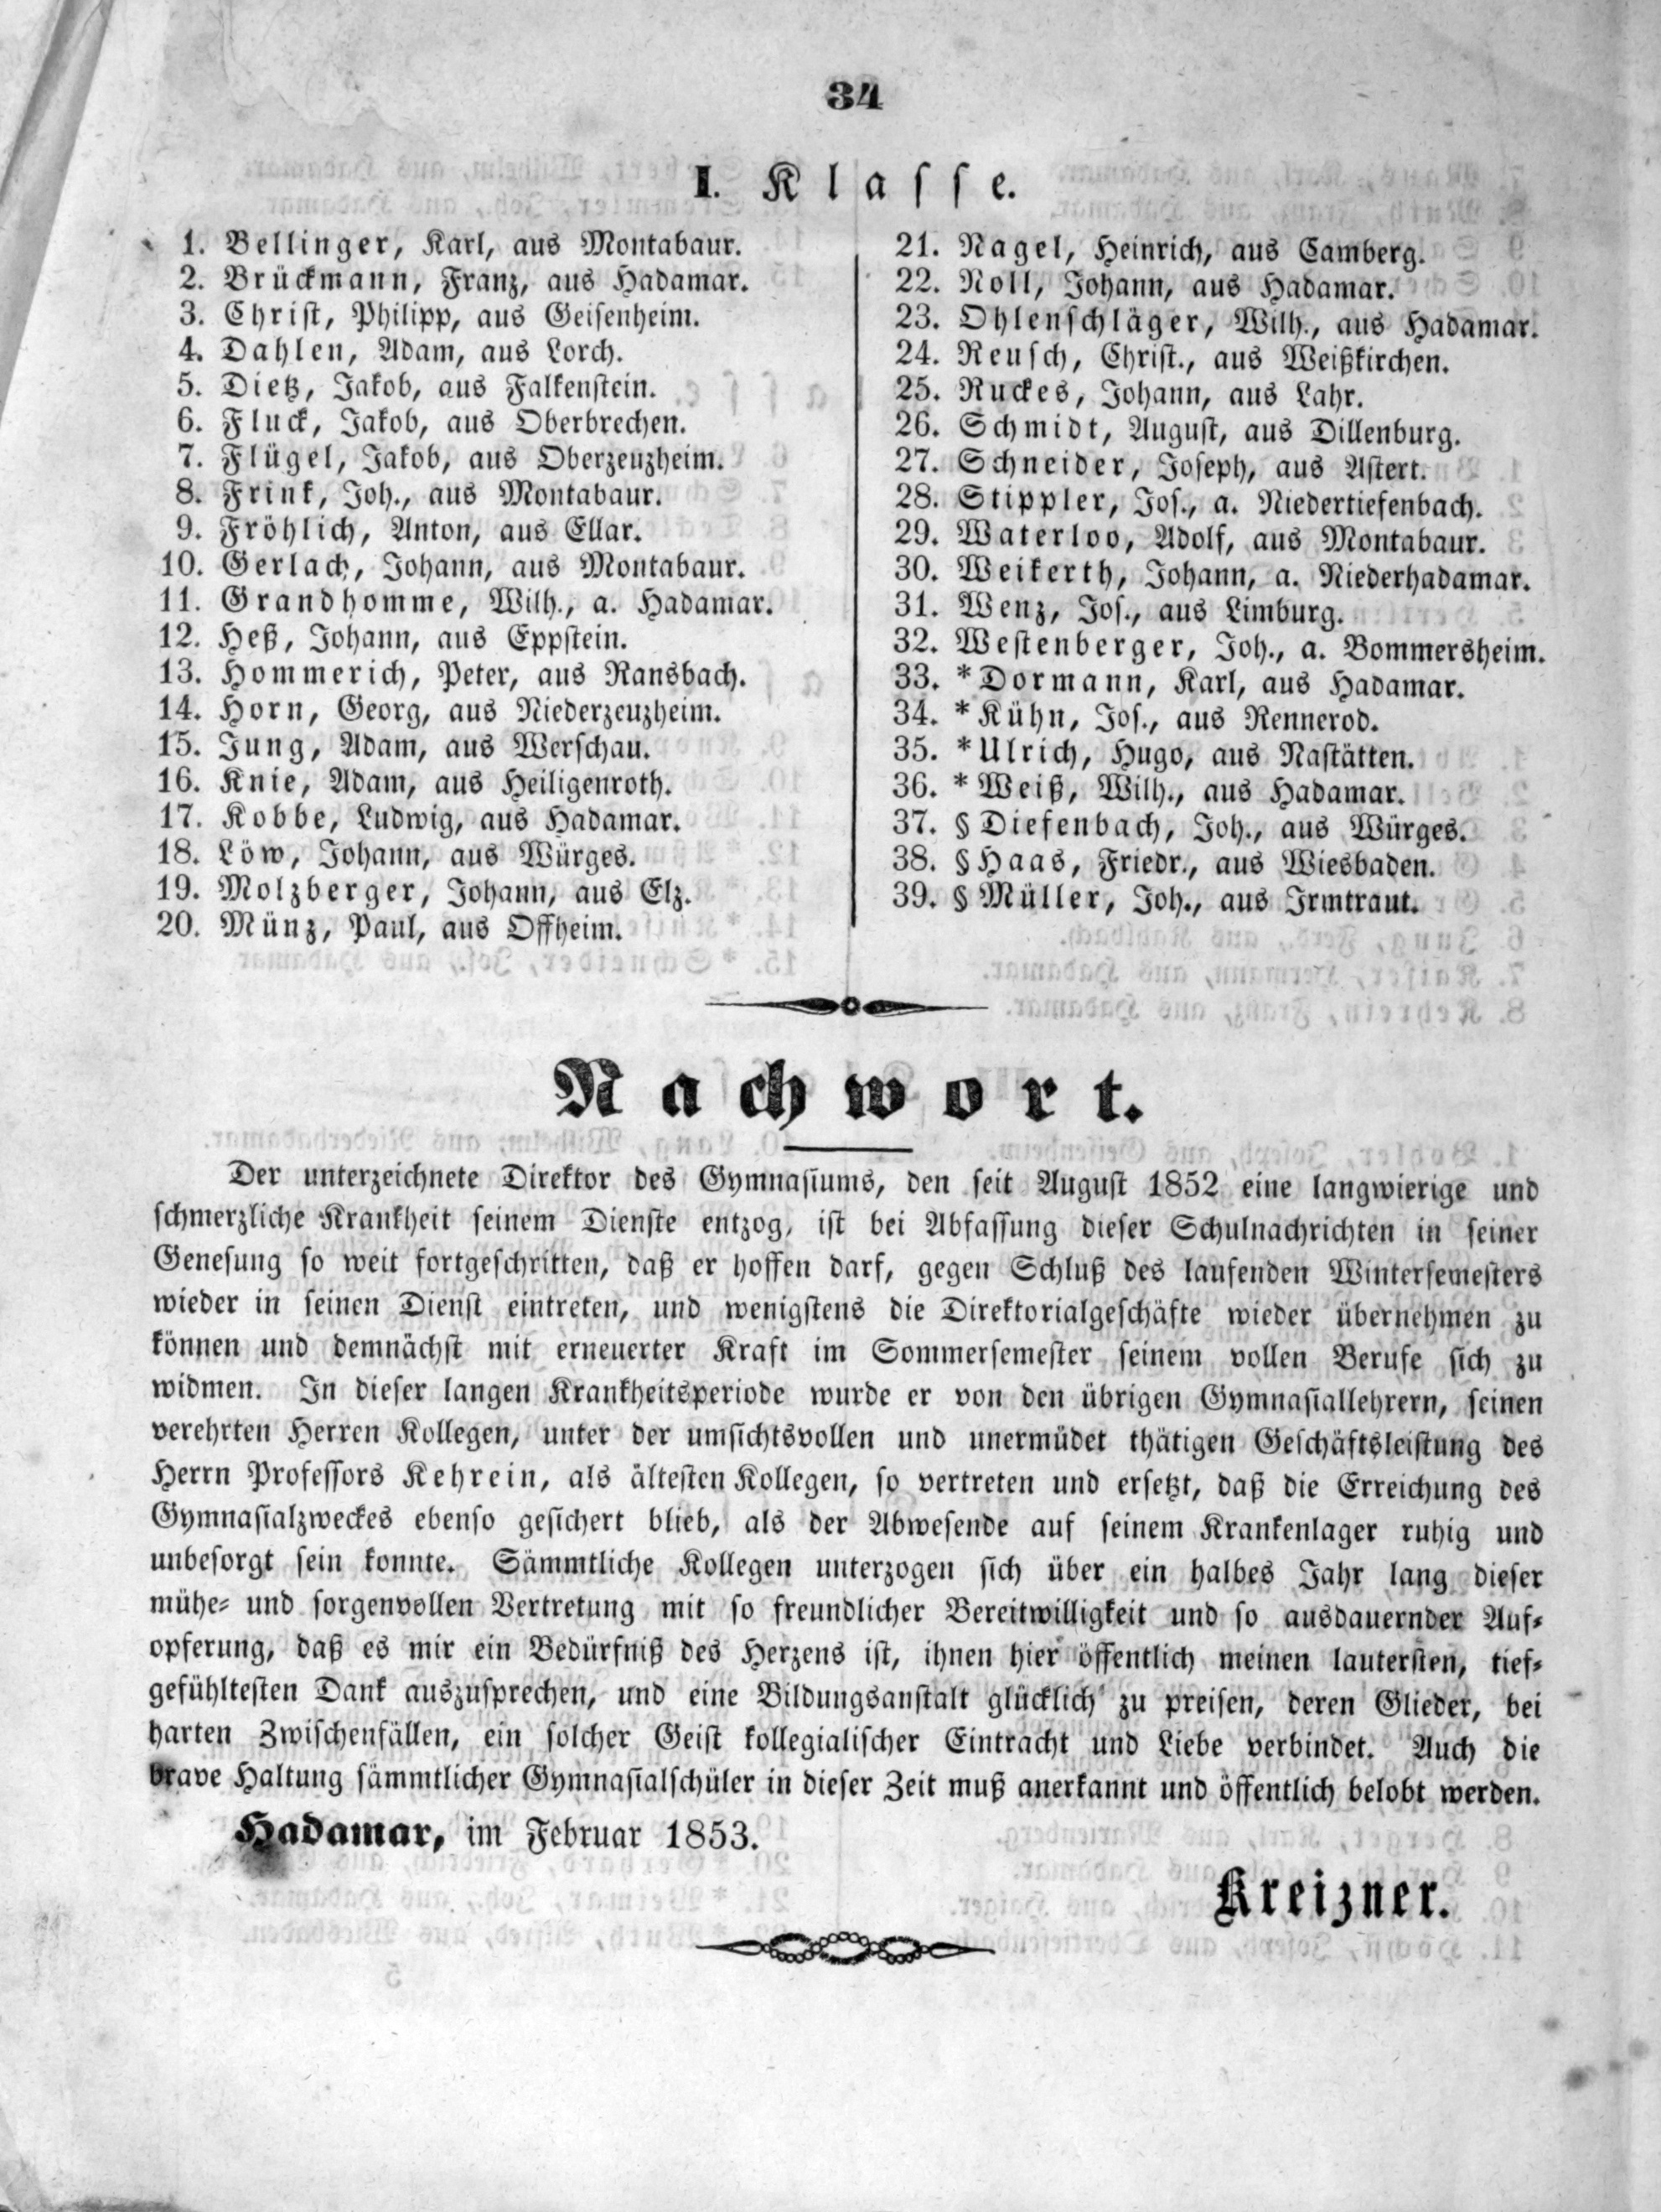 34
I. Klasse.
1. Bellinger, Karl, aus Montabaur.
2. Brückmann, Franz, aus Hadamar.
3. Christ, Philipp, aus Geisenheim.
4. Dahlen, Adam, aus Lorch.
5. Dietz, Jakob, aus Falkenstein.
6. Fluck, Jakob, aus Oberbrechen.
7. Flügel, Jakob, aus Oberzeuzheim.
8. Frink, Joh., aus Montabaur.
9. Fröhlich, Anton, aus Ellar.
10. Gerlach, Johann, aus Montabaur.
11. Grandhomme, Wilh., a. Hadamar.
12. Heß, Johann, aus Eppstein.
13. Hommerich, Peter, aus Ransbach.
14. Horn, Georg, aus Niederzeuzheim.
15. Jung, Adam, aus Werschau.
16. Knie, Adam, aus Heiligenroth.
17. Kobbe, Ludwig, aus Hadamar.
18. Löw, Johann, aus Würges.
19. Molzberger, Johann, aus Elz.
20. Münz, Paul, aus Offheim.
21. Nagel, Heinrich, aus Camberg.
22. Noll, Johann, aus Hadamar.
23. Ohlenschläger, Wilh., aus Hadamar.
24. Reusch, Christ., aus Weißkirchen.
25. Ruckes, Johann, aus Lahr.
26. Schmidt, August, aus Dillenburg.
27. Schneider, Joseph, aus Astert.
28. Stippler, Jos., a. Niedertiefenbach.
29. Waterloo, Adolf, aus Montabaur.
30. Weikerth, Johann, a. Niederhadamar.
31. Wenz, Jos., aus Limburg.
32. Westenberger, Joh., a. Bommersheim.
33. * Dormann, Karl, aus Hadamar.
34. * Kühn, Jos., aus Rennerod.
35. * Ulrich, Hugo, aus Nastätten.
36. * Weiß, Wilh., aus Hadamar.
37. § Diefenbach, Joh., aus Würges.
38. § Haas, Friedr., aus Wiesbaden.
39. § Müller, Joh., aus Irmtraut.
Nachwort.
Der unterzeichnete Direktor des Gymnasiums, den seit August 1852 eine langwierige und
schmerzliche Krankheit seinem Dienste entzog, ist bei Abfassung dieser Schulnachrichten in seiner
Genesung so weit fortgeschritten, daß er hoffen darf, gegen Schluß des laufenden Wintersemesters
wieder in seinen Dienst eintreten, und wenigstens die Direktorialgeschäfte wieder übernehmen zu
können und demnächst mit erneuerter Kraft im Sommersemester seinem vollen Berufe sich zu
widmen. In dieser langen Krankheitsperiode wurde er von den übrigen Gymnasiallehrern, seinen
verehrten Herren Kollegen, unter der umsichtsvollen und unermüdet thätigen Geschäftsleistung des
Herrn Professors Kehrein, als ältesten Kollegen, so vertreten und ersetzt, daß die Erreichung des
Gymnasialzweckes ebenso gesichert blieb, als der Abwesende auf seinem Krankenlager ruhig und
unbesorgt sein konnte. Sämmtliche Kollegen unterzogen sich über ein halbes Jahr lang dieser
mühe- und sorgenvollen Vertretung mit so freundlicher Bereitwilligkeit und so ausdauernder Auf-
opferung, daß es mir ein Bedürfniß des Herzens ist, ihnen hier öffentlich meinen lautersten, tief-
gefühltesten Dank auszusprechen, und eine Bildungsanstalt glücklich zu preisen, deren Glieder, bei
harten Zwischenfällen, ein solcher Geist kollegialischer Eintracht und Liebe verbindet. Auch die
brave Haltung sämmtlicher Gymnasialschüler in dieser Zeit muß anerkannt und öffentlich belobt werden.
Hadamar, im Februar 1853.
Kreizner.